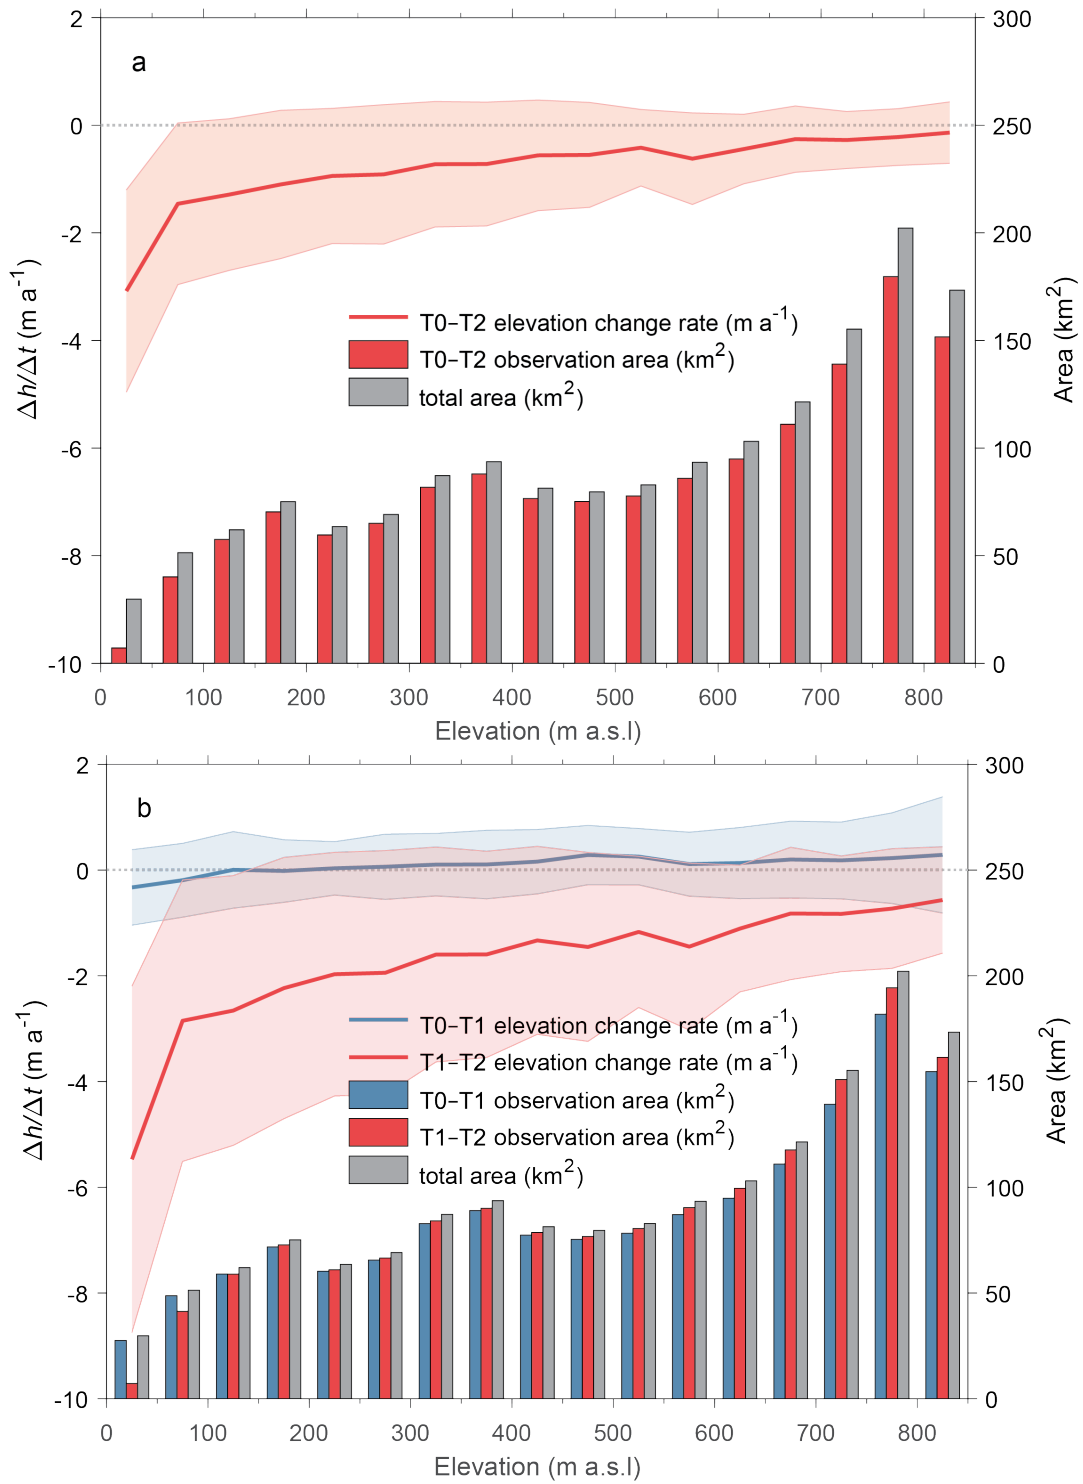 a
2
0
-2
-4
-6
-8
-10
Δh/Δt (m a⁻¹)
300
250
200
150
100
50
0
Area (km²)
T0–T2 elevation change rate (m a⁻¹)
T0–T2 observation area (km²)
total area (km²)
0 100 200 300 400 500 600 700 800
Elevation (m a.s.l)
b
2
0
-2
-4
-6
-8
-10
Δh/Δt (m a⁻¹)
300
250
200
150
100
50
0
Area (km²)
T0–T1 elevation change rate (m a⁻¹)
T1–T2 elevation change rate (m a⁻¹)
T0–T1 observation area (km²)
T1–T2 observation area (km²)
total area (km²)
0 100 200 300 400 500 600 700 800
Elevation (m a.s.l)